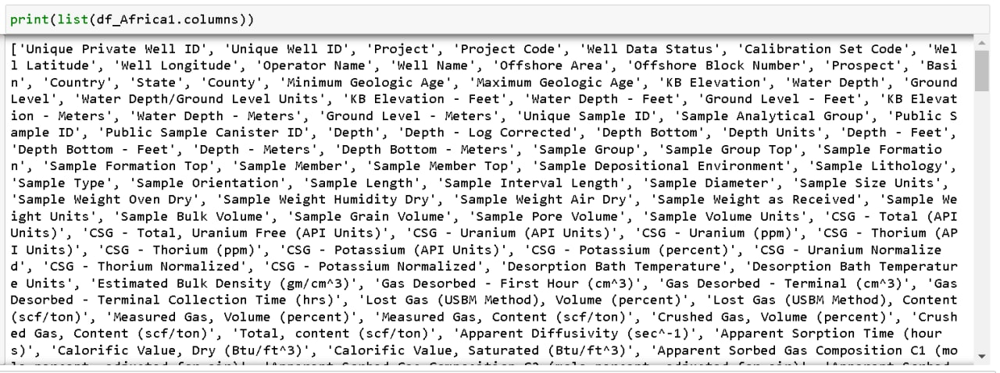 print(list(df_Africa1.columns))
['Unique Private Well ID', 'Unique Well ID', 'Project', 'Project Code', 'Well Data Status', 'Calibration Set Code', 'Wel
l Latitude', 'Well Longitude', 'Operator Name', 'Well Name', 'Offshore Area', 'Offshore Block Number', 'Prospect', 'Basi
n', 'Country', 'State', 'County', 'Minimum Geologic Age', 'Maximum Geologic Age', 'KB Elevation', 'Water Depth', 'Ground
Level', 'Water Depth/Ground Level Units', 'KB Elevation - Feet', 'Water Depth - Feet', 'Ground Level - Feet', 'KB Elevat
ion - Meters', 'Water Depth - Meters', 'Ground Level - Meters', 'Unique Sample ID', 'Sample Analytical Group', 'Public S
ample ID', 'Public Sample Canister ID', 'Depth', 'Depth - Log Corrected', 'Depth Bottom', 'Depth Units', 'Depth - Feet',
'Depth Bottom - Feet', 'Depth - Meters', 'Depth Bottom - Meters', 'Sample Group', 'Sample Group Top', 'Sample Formatio
n', 'Sample Formation Top', 'Sample Member', 'Sample Member Top', 'Sample Depositional Environment', 'Sample Lithology',
'Sample Type', 'Sample Orientation', 'Sample Length', 'Sample Interval Length', 'Sample Diameter', 'Sample Size Units',
'Sample Weight Oven Dry', 'Sample Weight Humidity Dry', 'Sample Weight Air Dry', 'Sample Weight as Received', 'Sample We
ight Units', 'Sample Bulk Volume', 'Sample Grain Volume', 'Sample Pore Volume', 'Sample Volume Units', 'CSG - Total (API
Units)', 'CSG - Total, Uranium Free (API Units)', 'CSG - Uranium (API Units)', 'CSG - Uranium (ppm)', 'CSG - Thorium (AP
I Units)', 'CSG - Thorium (ppm)', 'CSG - Potassium (API Units)', 'CSG - Potassium (percent)', 'CSG - Uranium Normalize
d', 'CSG - Thorium Normalized', 'CSG - Potassium Normalized', 'Desorption Bath Temperature', 'Desorption Bath Temperatur
e Units', 'Estimated Bulk Density (gm/cm^3)', 'Gas Desorbed - First Hour (cm^3)', 'Gas Desorbed - Terminal (cm^3)', 'Gas
Desorbed - Terminal Collection Time (hrs)', 'Lost Gas (USBM Method), Volume (percent)', 'Lost Gas (USBM Method), Content
(scf/ton)', 'Measured Gas, Volume (percent)', 'Measured Gas, Content (scf/ton)', 'Crushed Gas, Volume (percent)', 'Crush
ed Gas, Content (scf/ton)', 'Total, content (scf/ton)', 'Apparent Diffusivity (sec^-1)', 'Apparent Sorption Time (hour
s)', 'Calorific Value, Dry (Btu/ft^3)', 'Calorific Value, Saturated (Btu/ft^3)', 'Apparent Sorbed Gas Composition C1 (mo